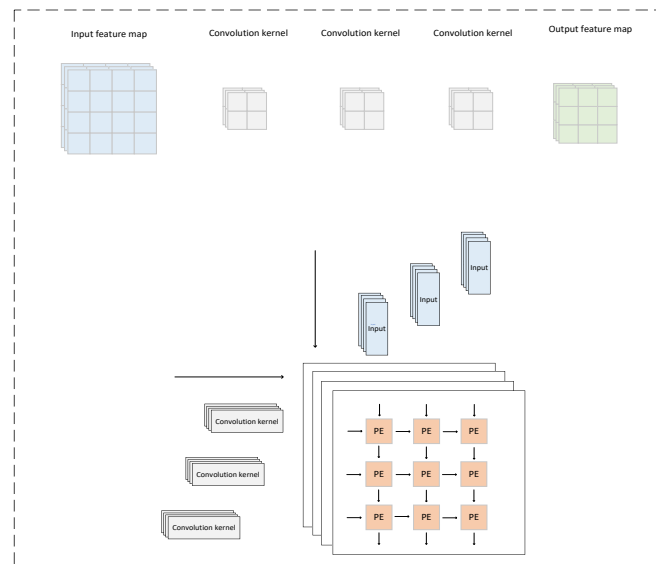 Input feature map
Convolution kernel
Convolution kernel
Convolution kernel
Output feature map
Input
Input
Input
Convolution kernel
Convolution kernel
Convolution kernel
PE PE PE
PE PE PE
PE PE PE